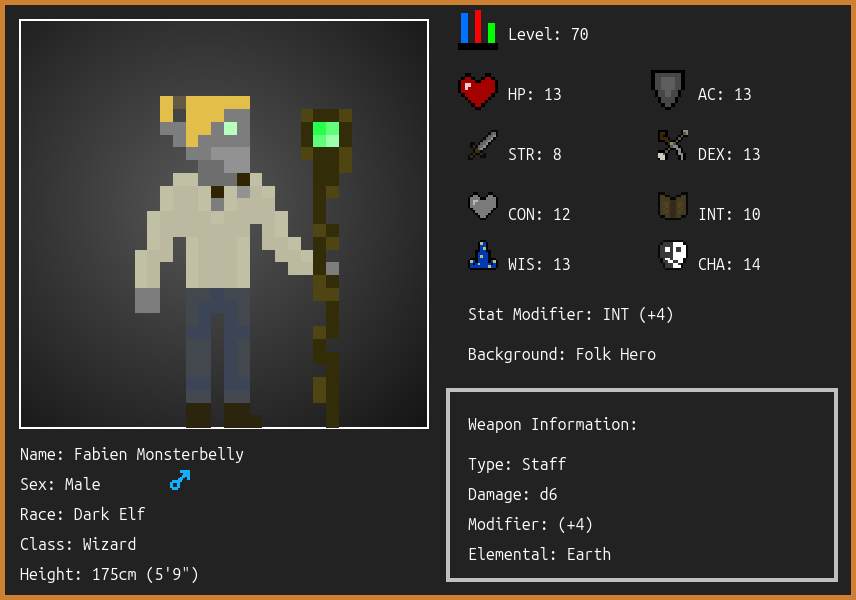 Level: 70
HP: 13
AC: 13
STR: 8
DEX: 13
CON: 12
INT: 10
WIS: 13
CHA: 14
Stat Modifier: INT (+4)
Background: Folk Hero
Weapon Information:
Type: Staff
Damage: d6
Modifier: (+4)
Elemental: Earth
Name: Fabien Monsterbelly
Sex: Male
Race: Dark Elf
Class: Wizard
Height: 175cm (5'9")